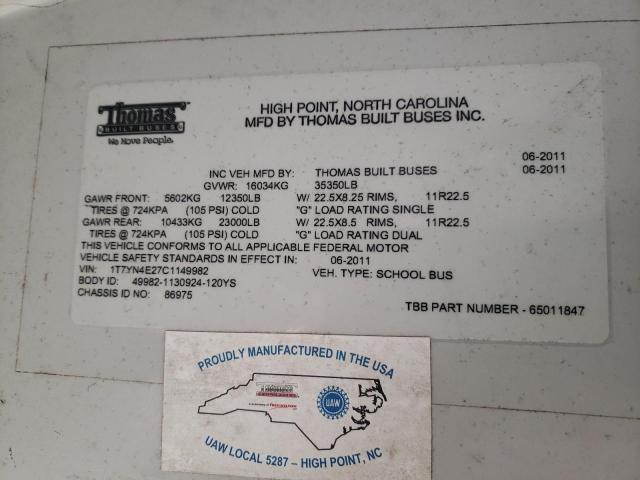 Thomas
BUILT BUSES
We Move People.
HIGH POINT, NORTH CAROLINA
MFD BY THOMAS BUILT BUSES INC.
06-2011
INC VEH MFD BY: THOMAS BUILT BUSES 06-2011
GVWR: 16034KG 35350LB
GAWR FRONT: 5602KG 12350LB W/ 22.5X8.25 RIMS, 11R22.5
TIRES @ 724KPA (105 PSI) COLD "G" LOAD RATING SINGLE
GAWR REAR: 10433KG 23000LB W/ 22.5X8.5 RIMS, 11R22.5
TIRES @ 724KPA (105 PSI) COLD "G" LOAD RATING DUAL
THIS VEHICLE CONFORMS TO ALL APPLICABLE FEDERAL MOTOR
VEHICLE SAFETY STANDARDS IN EFFECT IN: 06-2011
VIN: 1T7YN4E27C1149982 VEH. TYPE: SCHOOL BUS
BODY ID: 49982-1130924-120YS
CHASSIS ID: 86975
TBB PART NUMBER - 65011847
PROUDLY MANUFACTURED IN THE USA
UAW
UAW LOCAL 5287 – HIGH POINT, NC